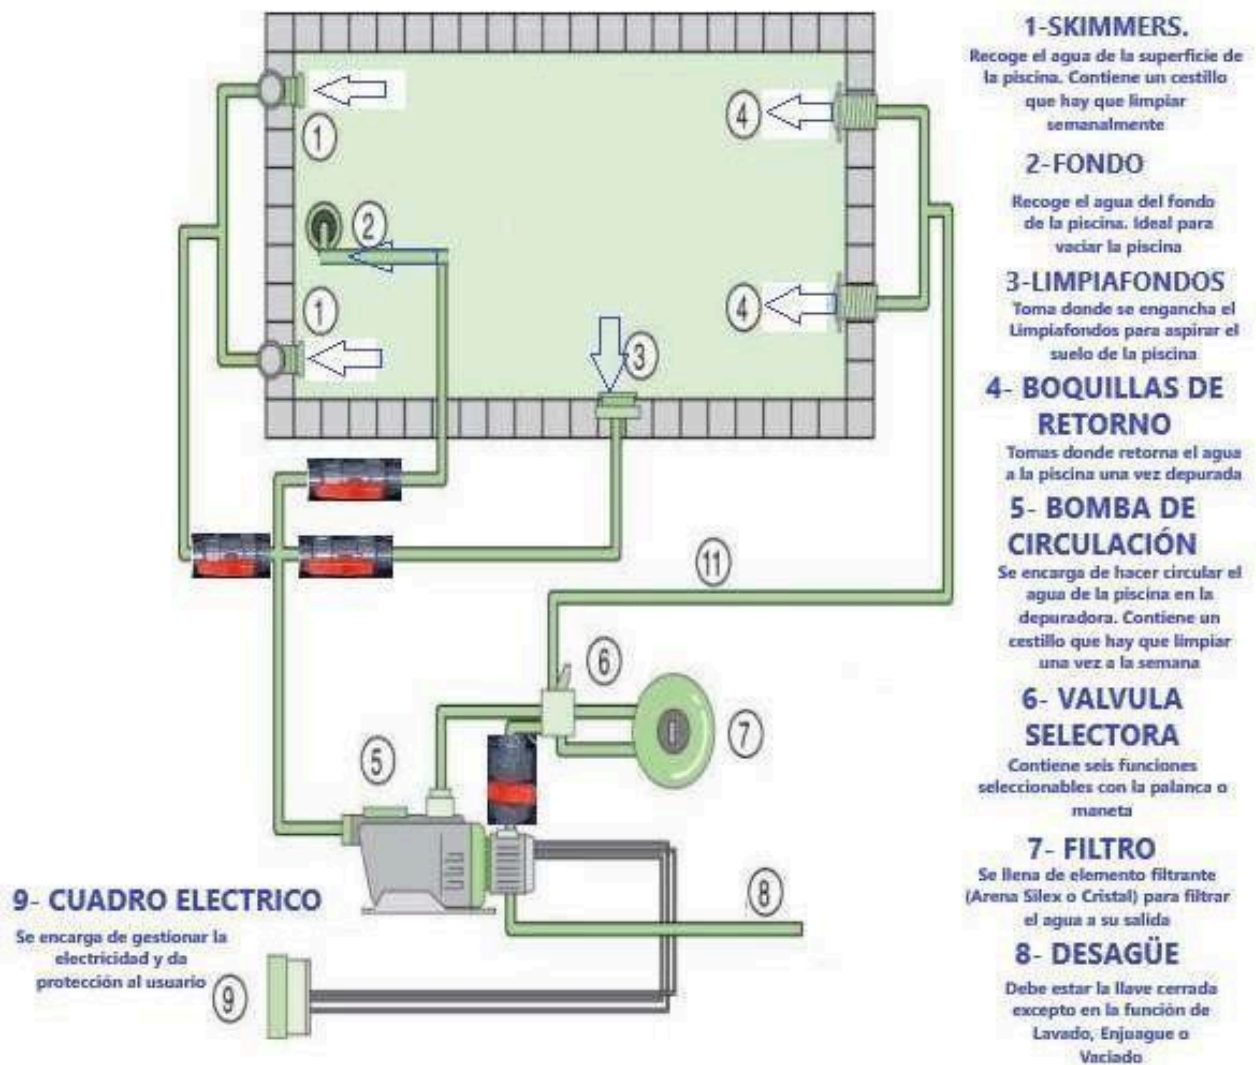 1-SKIMMERS.
Recoge el agua de la superficie de
la piscina. Contiene un cestillo
que hay que limpiar
semanalmente
2-FONDO
Recoge el agua del fondo
de la piscina. Ideal para
vaciar la piscina
3-LIMPIAFONDOS
Toma donde se engancha el
Limpiafondos para aspirar el
suelo de la piscina
4- BOQUILLAS DE
RETORNO
Tomas donde retorna el agua
a la piscina una vez depurada
5- BOMBA DE
CIRCULACIÓN
Se encarga de hacer circular el
agua de la piscina en la
depuradora. Contiene un
cestillo que hay que limpiar
una vez a la semana
6- VALVULA
SELECTORA
Contiene seis funciones
seleccionables con la palanca o
maneta
7- FILTRO
Se llena de elemento filtrante
(Arena Silex o Cristal) para filtrar
el agua a su salida
8- DESAGÜE
Debe estar la llave cerrada
excepto en la función de
Lavado, Enjuague o
Vaciado
9- CUADRO ELECTRICO
Se encarga de gestionar la
electricidad y da
protección al usuario
1
2
1
3
4
4
11
6
7
5
8
9